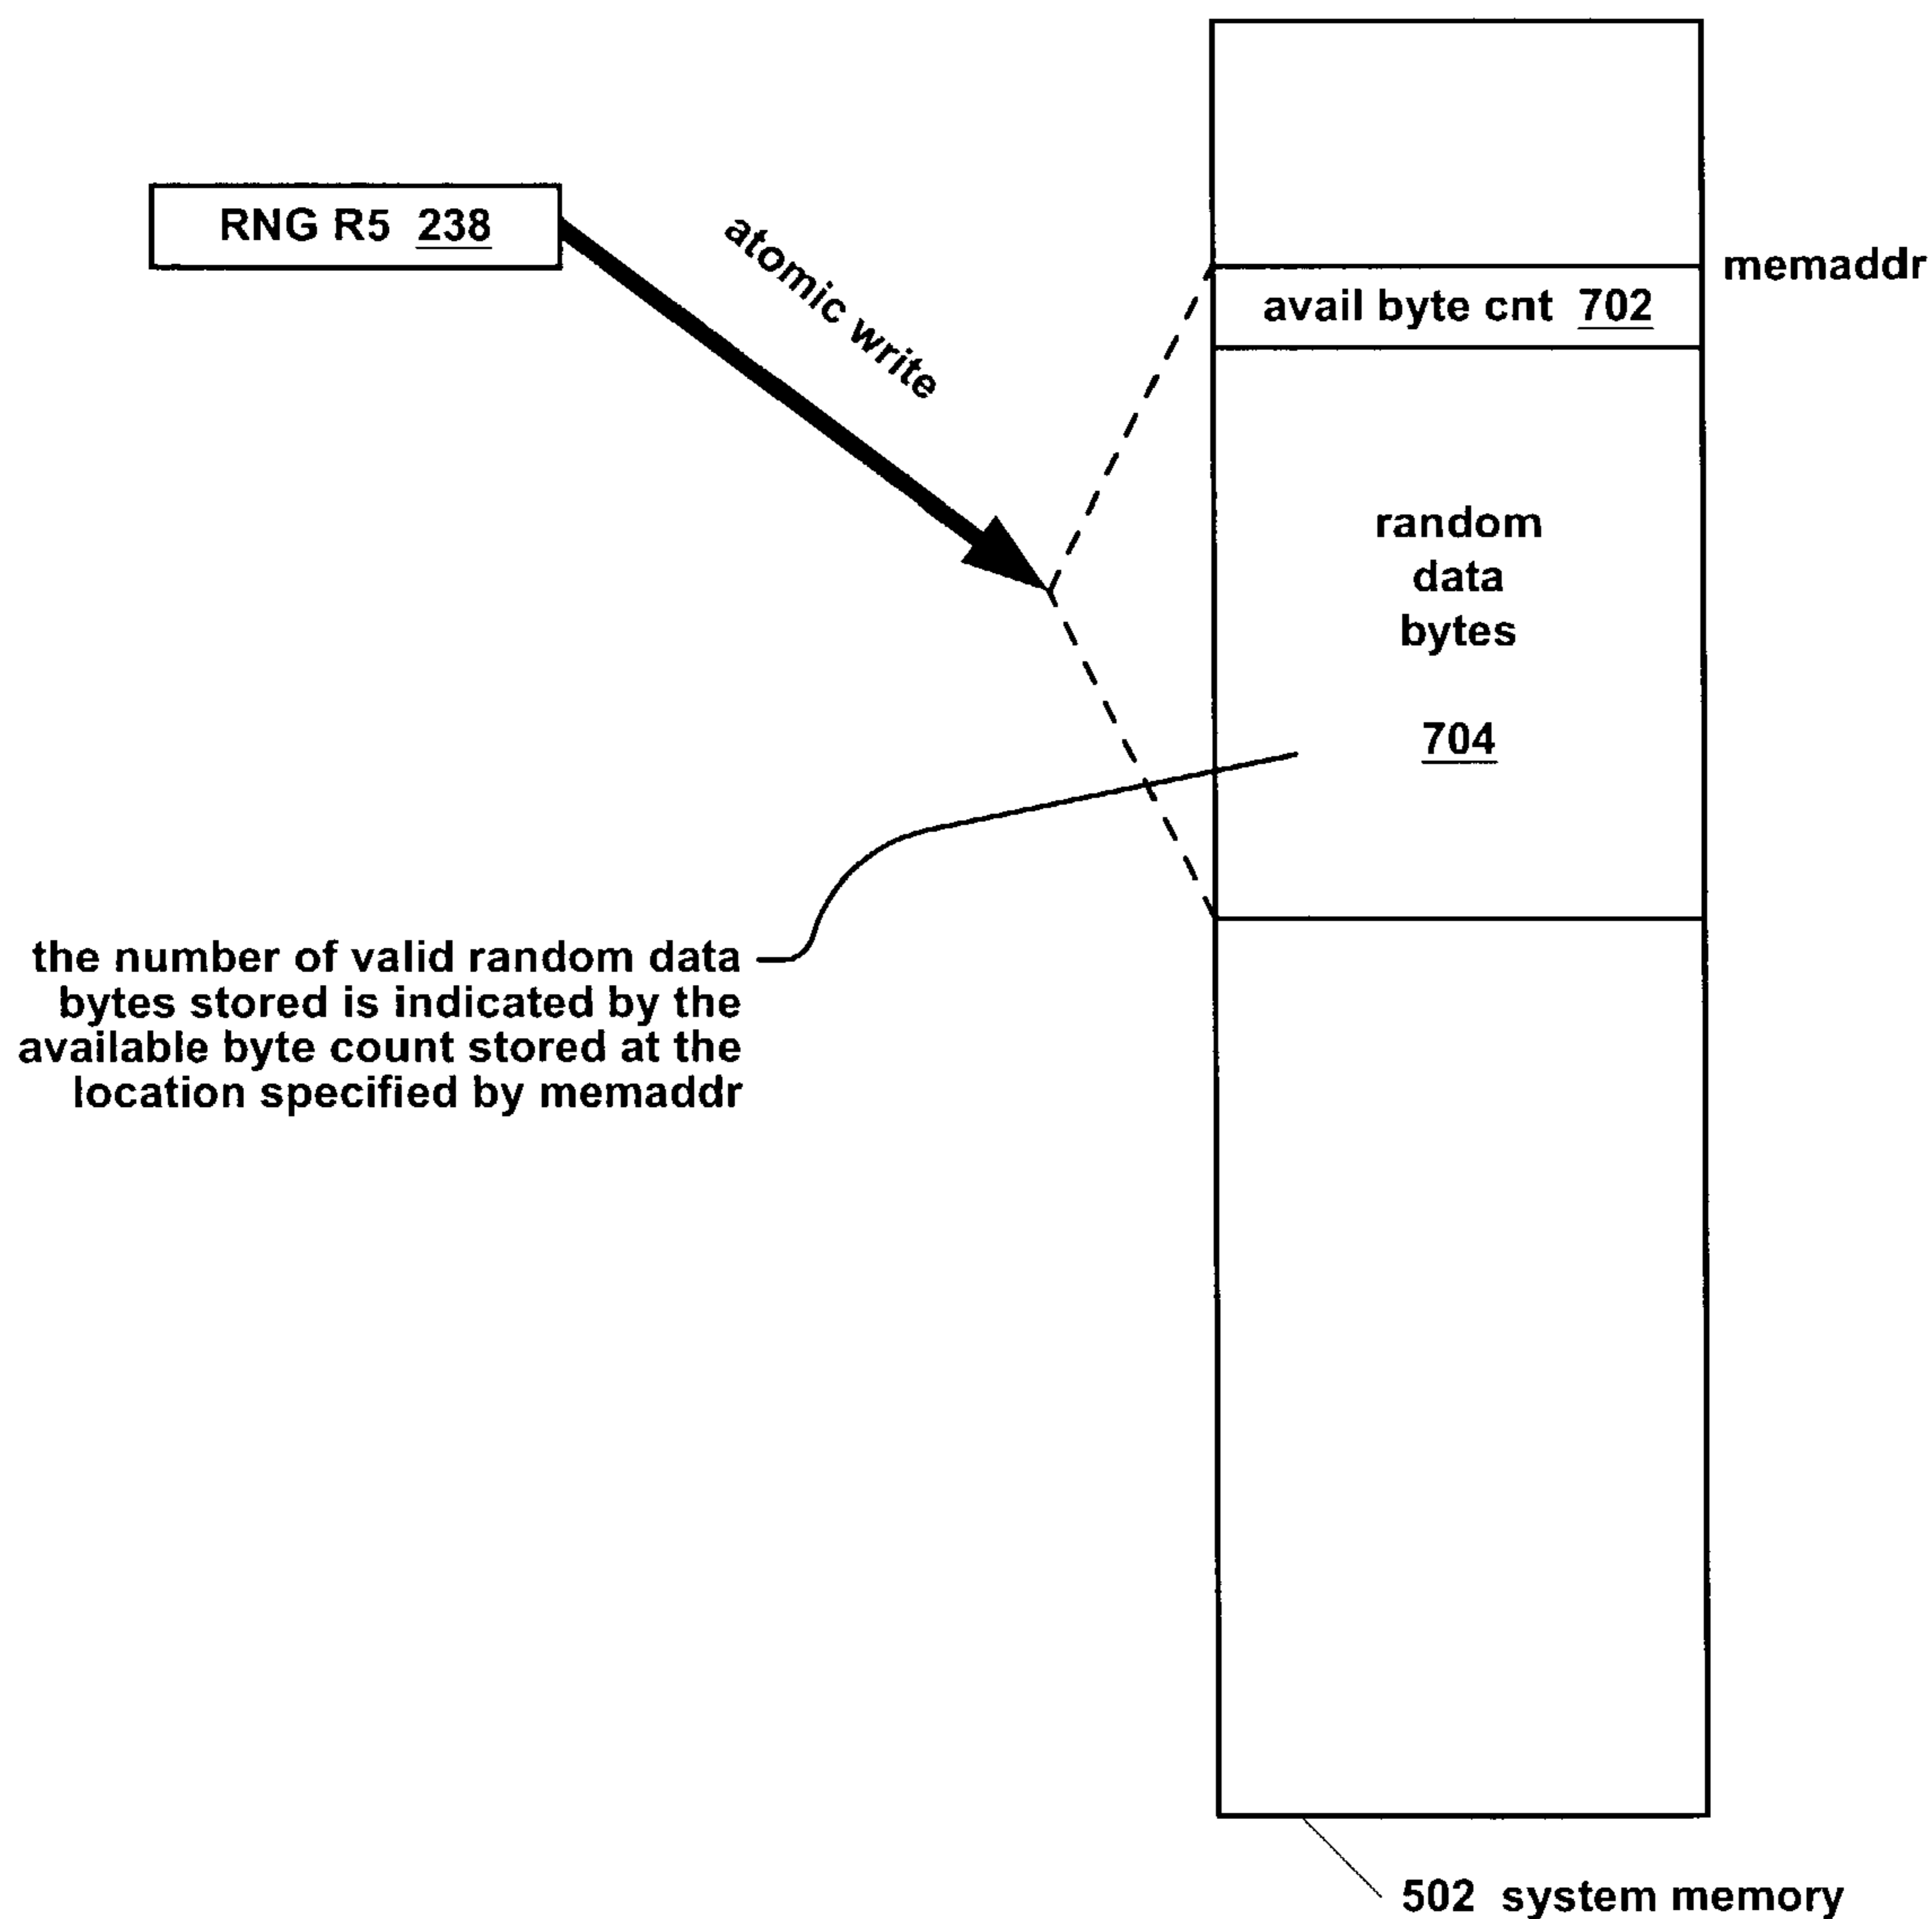 RNG R5 238
atomic write
memaddr
avail byte cnt 702
random
data
bytes
704
the number of valid random data
bytes stored is indicated by the
available byte count stored at the
location specified by memaddr
502 system memory